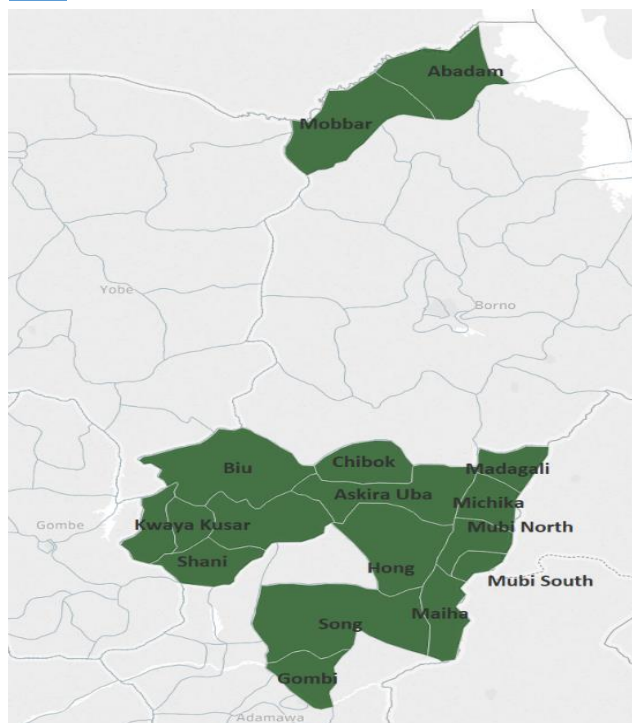 Abadam
Mobbar
Yobe
Borno
Biu
Chibok
Madagali
Askira Uba
Michika
Kwaya Kusar
Mubi North
Gombe
Shani
Hong
Mubi South
Maiha
Song
Gombi
Adamawa